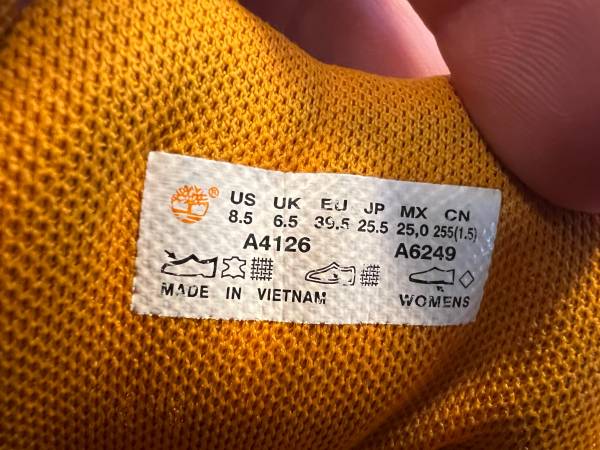 US UK EU JP MX CN
8.5 6.5 39.5 25.5 25,0 255(1.5)
A4126 A6249
MADE IN VIETNAM WOMENS